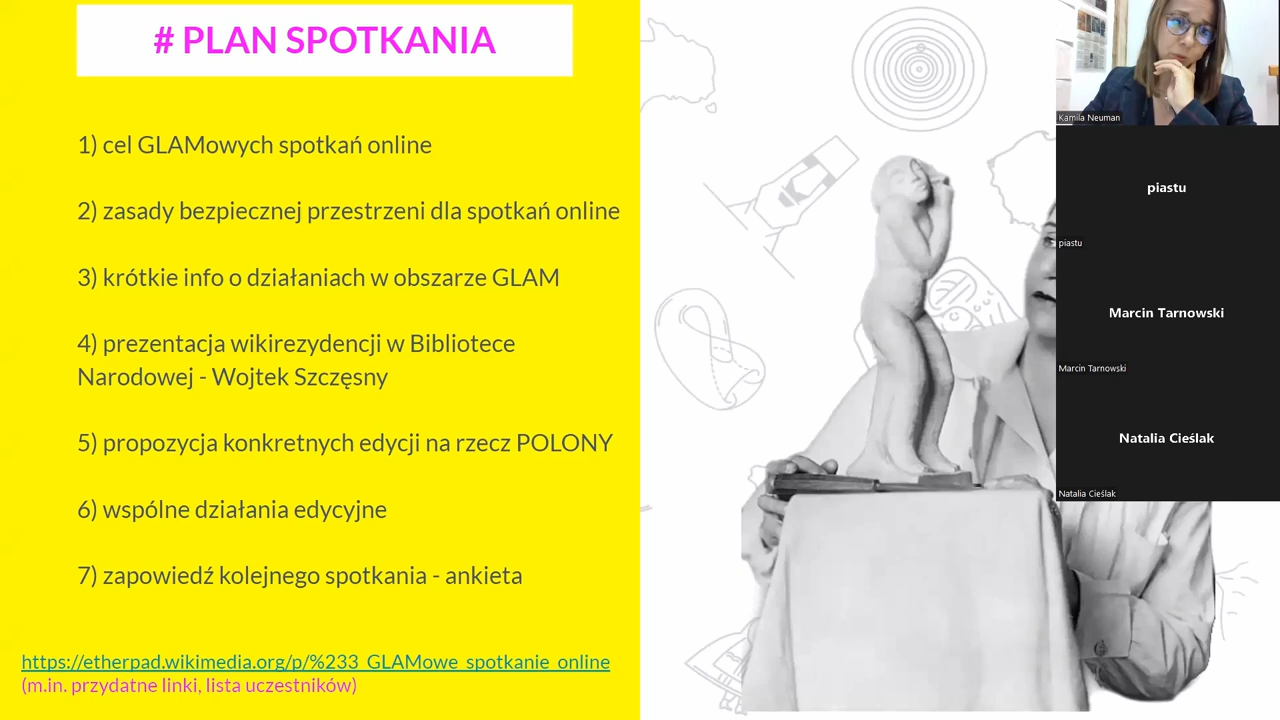 # PLAN SPOTKANIA
1) cel GLAMowych spotkań online
2) zasady bezpiecznej przestrzeni dla spotkań online
3) krótkie info o działaniach w obszarze GLAM
4) prezentacja wikirezydencji w Bibliotece
Narodowej - Wojtek Szczęsny
5) propozycja konkretnych edycji na rzecz POLONY
6) wspólne działania edycyjne
7) zapowiedź kolejnego spotkania - ankieta
https://etherpad.wikimedia.org/p/%233_GLAMowe_spotkanie_online
(m.in. przydatne linki, lista uczestników)
Kamila Neuman
piastu
piastu
Marcin Tarnowski
Marcin Tarnowski
Natalia Cieślak
Natalia Cieślak